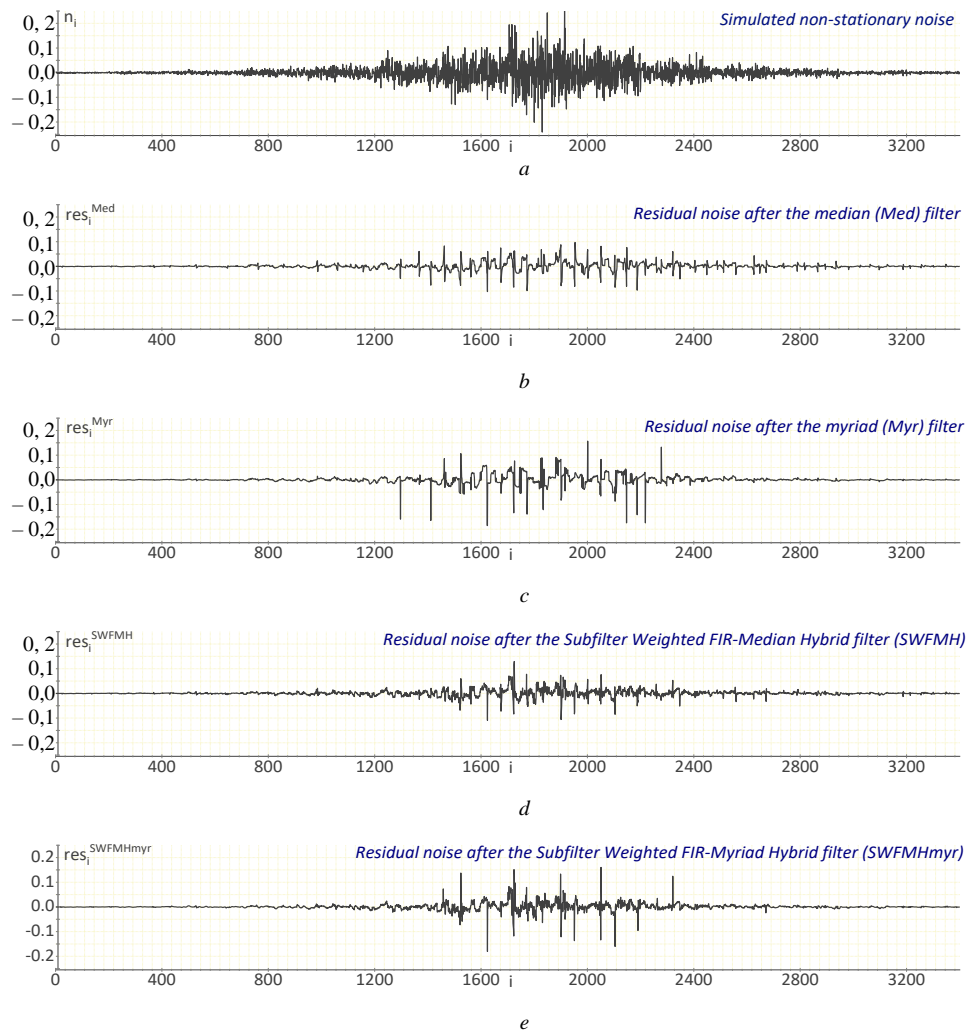 n_i
Simulated non-stationary noise
0,2
0,1
0,0
−0,1
−0,2
0 400 800 1200 1600 i 2000 2400 2800 3200
a
res_i^Med
Residual noise after the median (Med) filter
0,2
0,1
0,0
−0,1
−0,2
0 400 800 1200 1600 i 2000 2400 2800 3200
b
res_i^Myr
Residual noise after the myriad (Myr) filter
0,2
0,1
0,0
−0,1
−0,2
0 400 800 1200 1600 i 2000 2400 2800 3200
c
res_i^SWFMH
Residual noise after the Subfilter Weighted FIR-Median Hybrid filter (SWFMH)
0,2
0,1
0,0
−0,1
−0,2
0 400 800 1200 1600 i 2000 2400 2800 3200
d
res_i^SWFMHmyr
Residual noise after the Subfilter Weighted FIR-Myriad Hybrid filter (SWFMHmyr)
0.2
0.1
0.0
-0.1
-0.2
0 400 800 1200 1600 i 2000 2400 2800 3200
e